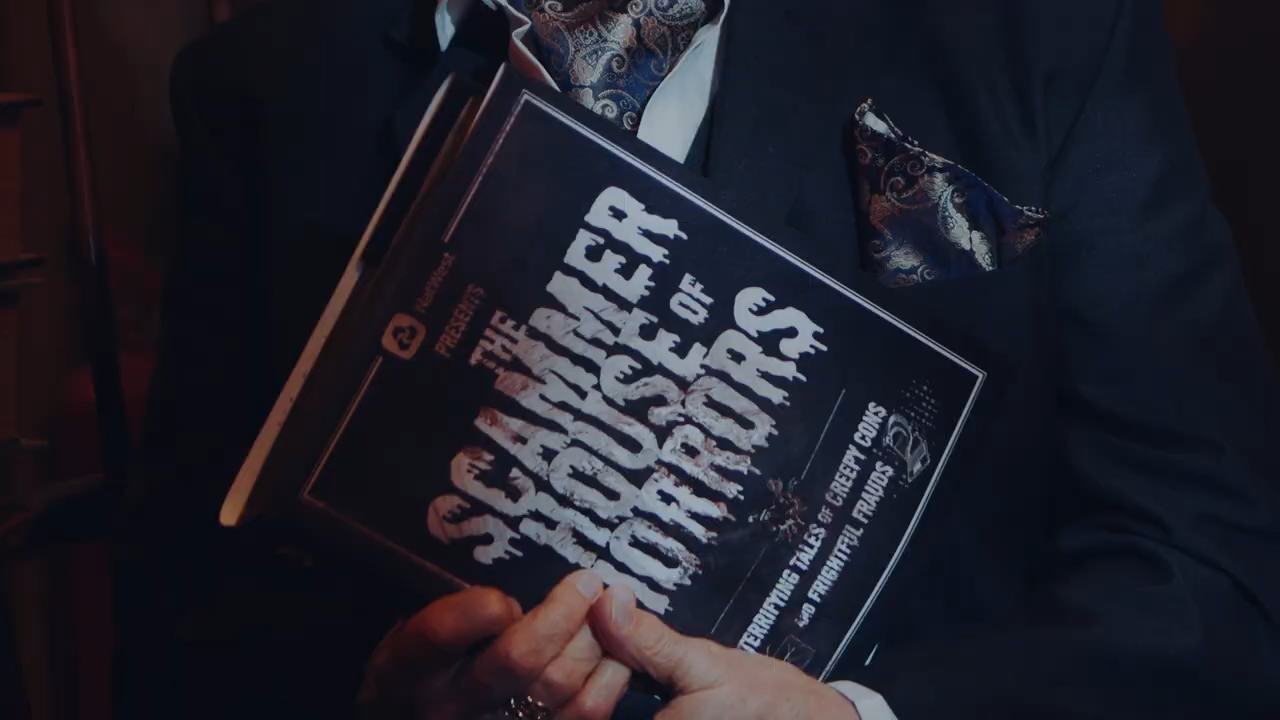 NatWest
PRESENTS
THE
SCAMMER
HOUSE OF
HORRORS
TERRIFYING TALES OF CREEPY CONS
AND FRIGHTFUL FRAUDS